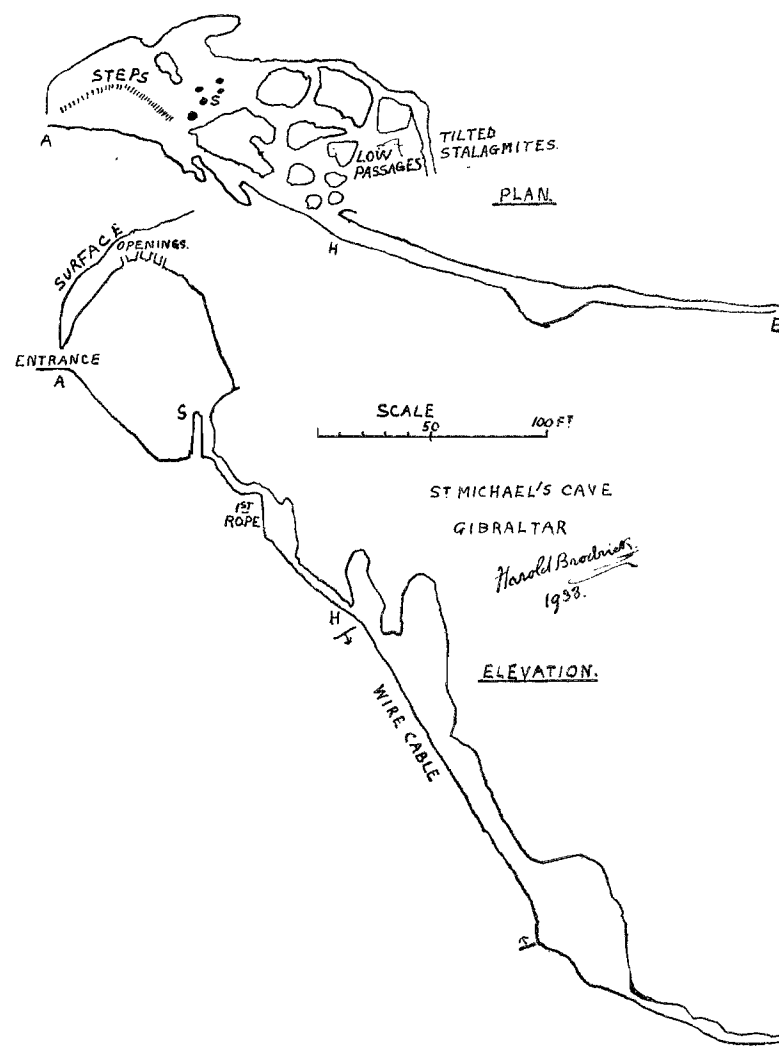 STEPS
S
A
LOW
PASSAGES
TILTED
STALAGMITES.
PLAN.
H
E
SURFACE
OPENINGS.
ENTRANCE
A
S
SCALE
50
100 FT
1ST
ROPE
ST MICHAEL'S CAVE
GIBRALTAR
Harold Brodrick
1933.
H
ELEVATION.
WIRE CABLE